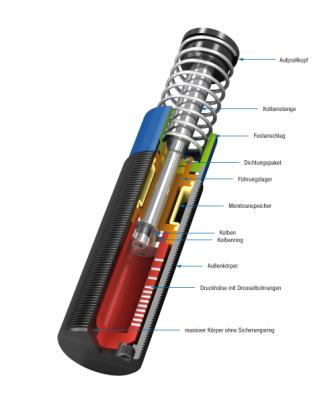 Aufprallkopf
Kolbenstange
Festanschlag
Dichtungspaket
Führungslager
Membranspeicher
Kolben
Kolbenring
Außenkörper
Druckhülse mit Drosselbohrungen
massiver Körper ohne Sicherungsring